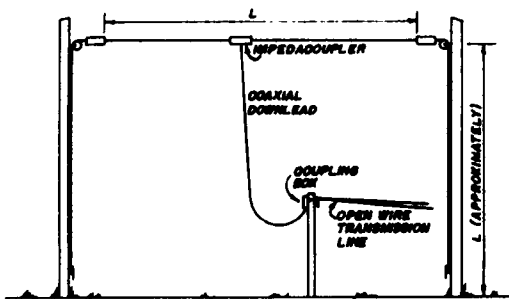 L
IMPEDACOUPLER
COAXIAL
DOWNLEAD
COUPLING
BOX
OPEN WIRE
TRANSMISSION
LINE
L (APPROXIMATELY)